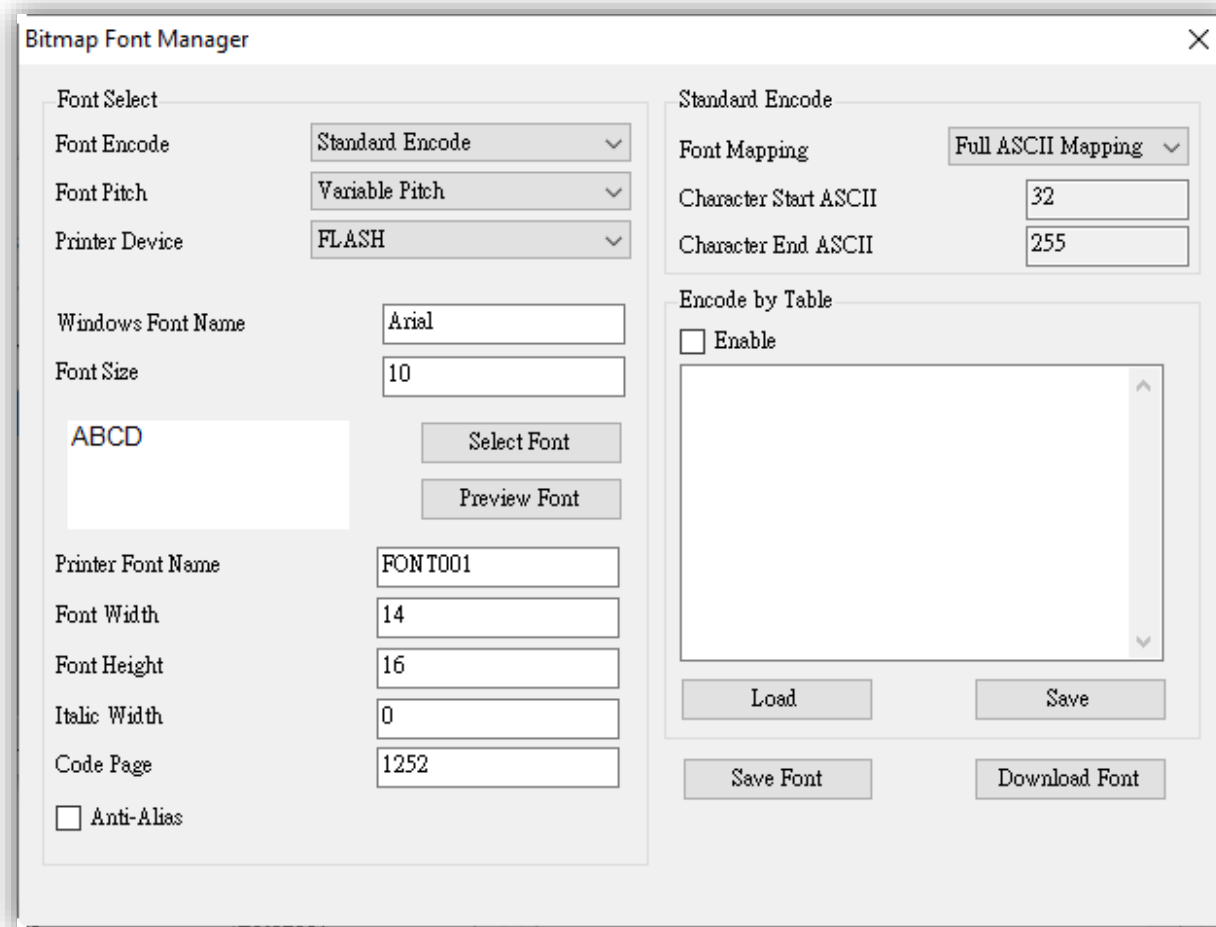 Bitmap Font Manager
Font Select
Font Encode Standard Encode
Font Pitch Variable Pitch
Printer Device FLASH
Windows Font Name Arial
Font Size 10
ABCD
Select Font
Preview Font
Printer Font Name FONT001
Font Width 14
Font Height 16
Italic Width 0
Code Page 1252
Anti-Alias
Standard Encode
Font Mapping Full ASCII Mapping
Character Start ASCII 32
Character End ASCII 255
Encode by Table
Enable
Load Save
Save Font Download Font